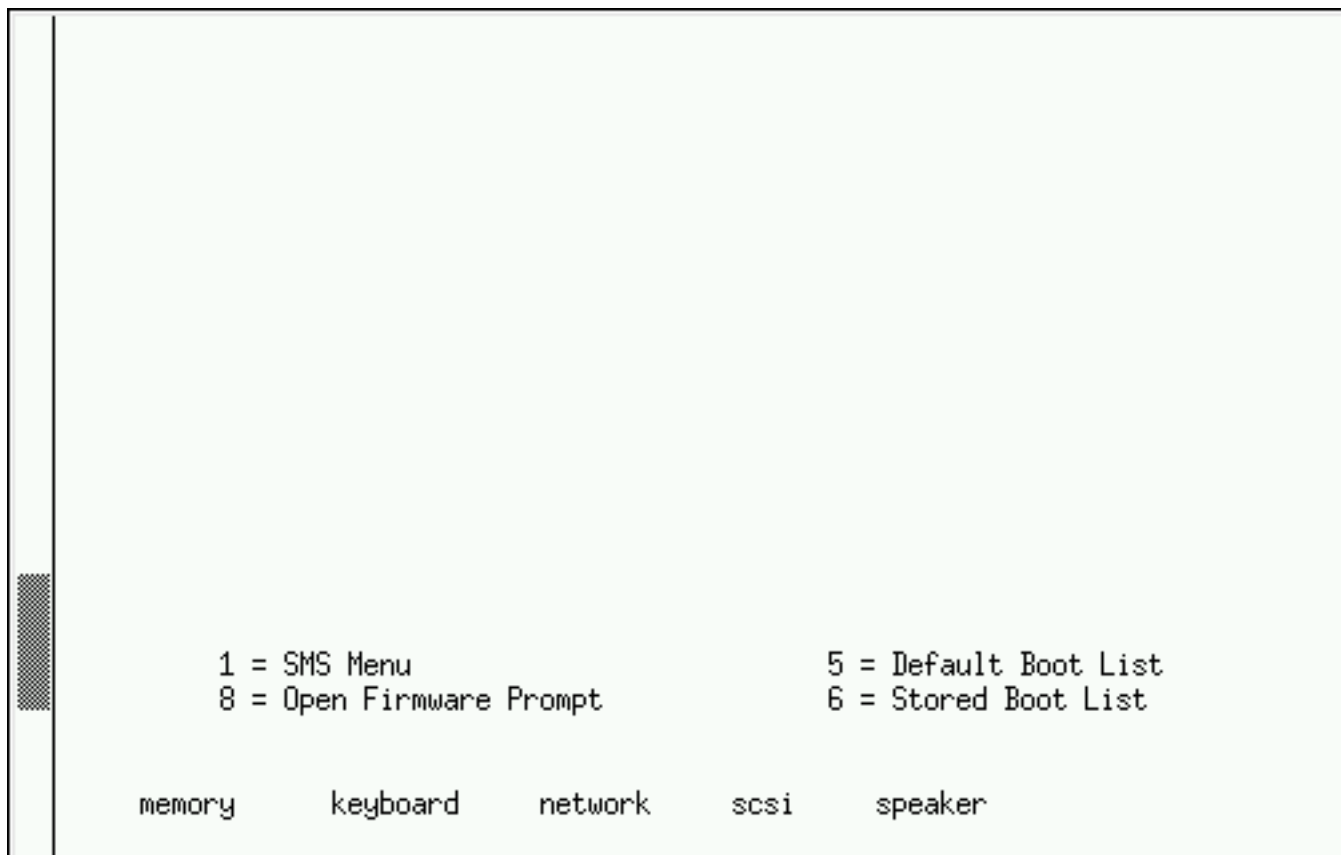 1 = SMS Menu 5 = Default Boot List
8 = Open Firmware Prompt 6 = Stored Boot List
memory keyboard network scsi speaker